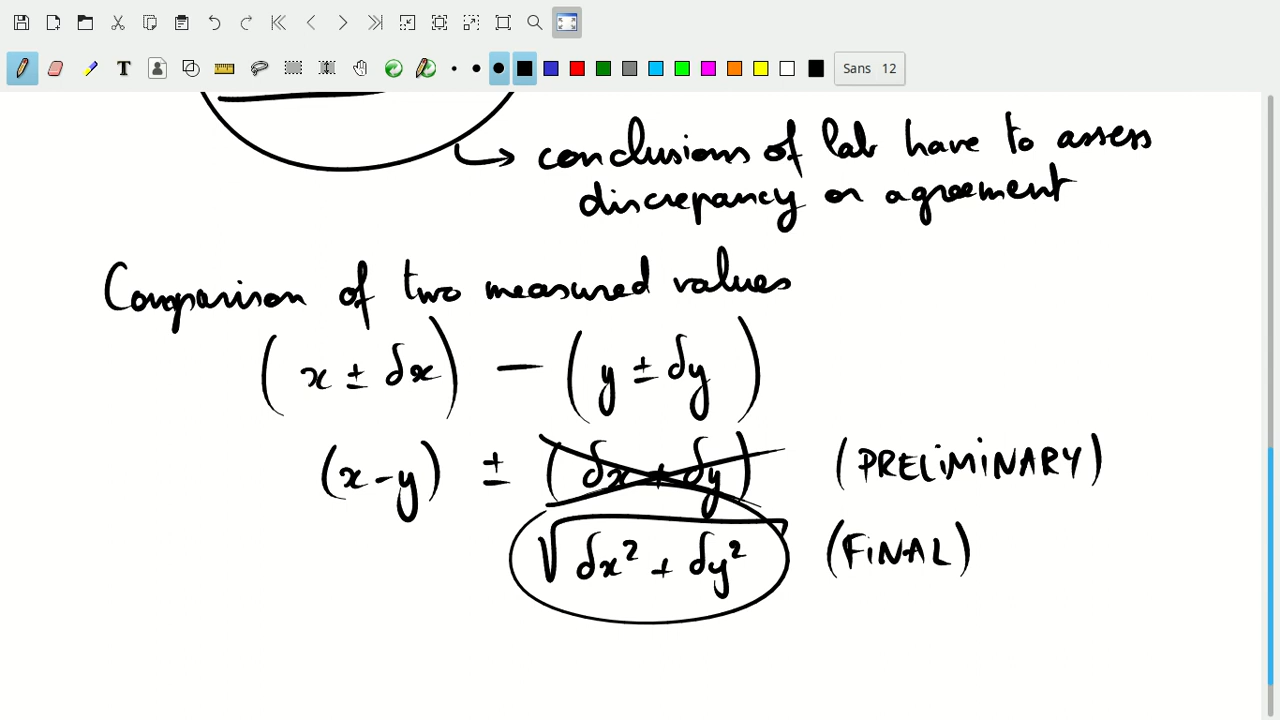 T
Sans 12
conclusions of lab have to assess
discrepancy or agreement
Comparison of two measured values
(x ± δx) − (y ± δy)
(x − y) ± (δx + δy) (PRELIMINARY)
√δx² + δy² (FINAL)